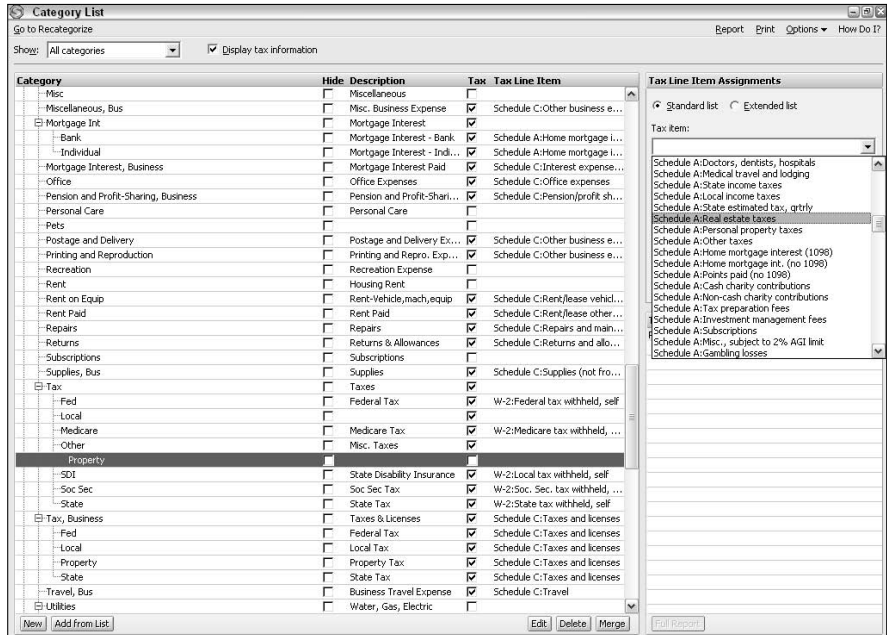 Category List
Go to Recategorize Report Print Options How Do I?
Show: All categories Display tax information
Category Hide Description Tax Tax Line Item
Misc Miscellaneous
Miscellaneous, Bus Misc. Business Expense Schedule C:Other business e...
Mortgage Int Mortgage Interest
Bank Mortgage Interest - Bank Schedule A:Home mortgage i...
Individual Mortgage Interest - Indi... Schedule A:Home mortgage i...
Mortgage Interest, Business Mortgage Interest Paid Schedule C:Interest expense...
Office Office Expenses Schedule C:Office expenses
Pension and Profit-Sharing, Business Pension and Profit-Shari... Schedule C:Pension/profit sh...
Personal Care Personal Care
Pets
Postage and Delivery Postage and Delivery Ex... Schedule C:Other business e...
Printing and Reproduction Printing and Repro. Exp... Schedule C:Other business e...
Recreation Recreation Expense
Rent Housing Rent
Rent on Equip Rent-Vehicle,mach,equip Schedule C:Rent/lease vehicl...
Rent Paid Rent Paid Schedule C:Rent/lease other...
Repairs Repairs Schedule C:Repairs and main...
Returns Returns & Allowances Schedule C:Returns and allo...
Subscriptions Subscriptions
Supplies, Bus Supplies Schedule C:Supplies (not fro...
Tax Taxes
Fed Federal Tax W-2:Federal tax withheld, self
Local
Medicare Medicare Tax W-2:Medicare tax withheld, ...
Other Misc. Taxes
Property
SDI State Disability Insurance W-2:Local tax withheld, self
Soc Sec Soc Sec Tax W-2:Soc. Sec. tax withheld, ...
State State Tax W-2:State tax withheld, self
Tax, Business Taxes & Licenses Schedule C:Taxes and licenses
Fed Federal Tax Schedule C:Taxes and licenses
Local Local Tax Schedule C:Taxes and licenses
Property Property Tax Schedule C:Taxes and licenses
State State Tax Schedule C:Taxes and licenses
Travel, Bus Business Travel Expense Schedule C:Travel
Utilities Water, Gas, Electric
New Add from List Edit Delete Merge
Tax Line Item Assignments
Standard list Extended list
Tax item:
Schedule A:Doctors, dentists, hospitals
Schedule A:Medical travel and lodging
Schedule A:State income taxes
Schedule A:Local income taxes
Schedule A:State estimated tax, qrtrly
Schedule A:Real estate taxes
Schedule A:Personal property taxes
Schedule A:Other taxes
Schedule A:Home mortgage interest (1098)
Schedule A:Home mortgage int. (no 1098)
Schedule A:Points paid (no 1098)
Schedule A:Cash charity contributions
Schedule A:Non-cash charity contributions
Schedule A:Tax preparation fees
Schedule A:Investment management fees
Schedule A:Subscriptions
Schedule A:Misc., subject to 2% AGI limit
Schedule A:Gambling losses
Full Report